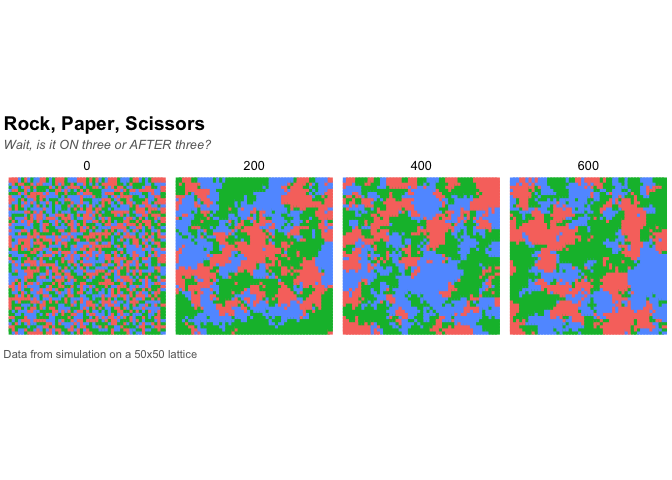 Rock, Paper, Scissors
Wait, is it ON three or AFTER three?
0 200 400 600
Data from simulation on a 50x50 lattice